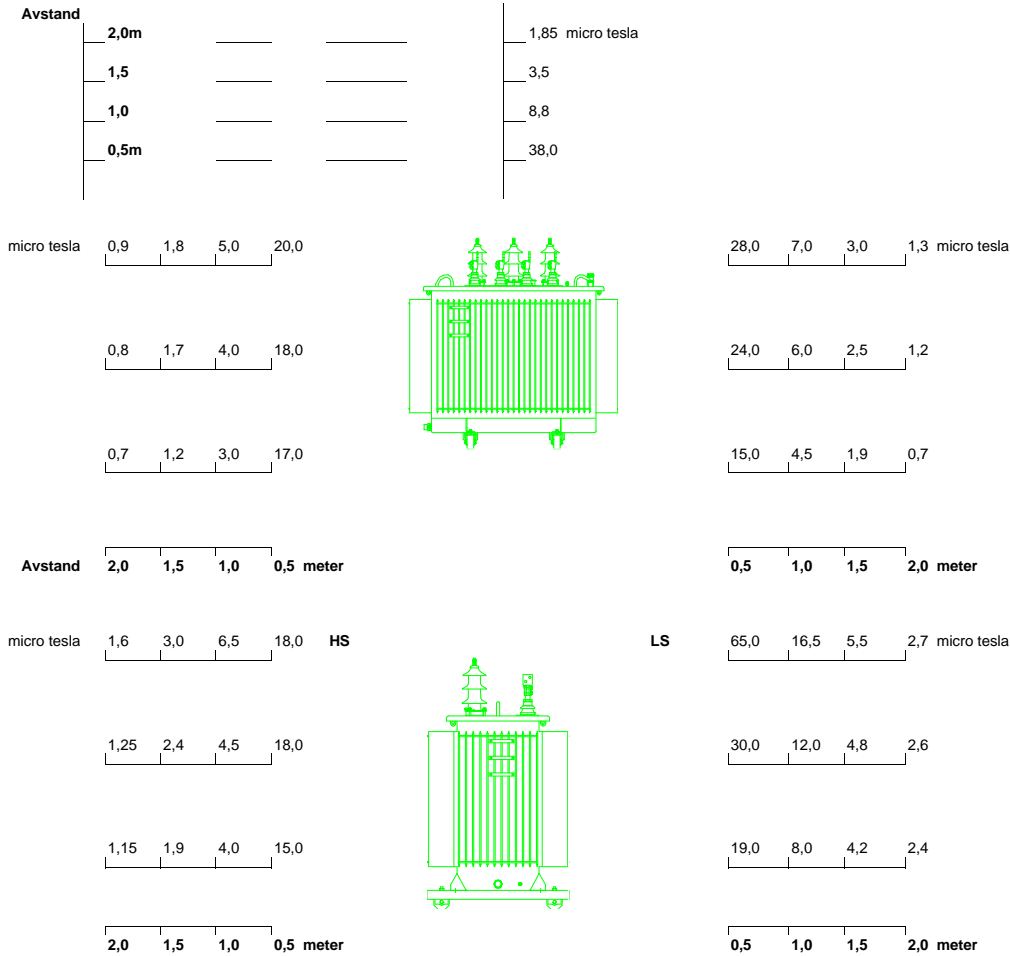 Avstand
2,0m 1,85 micro tesla
1,5 3,5
1,0 8,8
0,5m 38,0
micro tesla 0,9 1,8 5,0 20,0 28,0 7,0 3,0 1,3 micro tesla
0,8 1,7 4,0 18,0 24,0 6,0 2,5 1,2
0,7 1,2 3,0 17,0 15,0 4,5 1,9 0,7
Avstand 2,0 1,5 1,0 0,5 meter 0,5 1,0 1,5 2,0 meter
micro tesla 1,6 3,0 6,5 18,0 HS LS 65,0 16,5 5,5 2,7 micro tesla
1,25 2,4 4,5 18,0 30,0 12,0 4,8 2,6
1,15 1,9 4,0 15,0 19,0 8,0 4,2 2,4
2,0 1,5 1,0 0,5 meter 0,5 1,0 1,5 2,0 meter